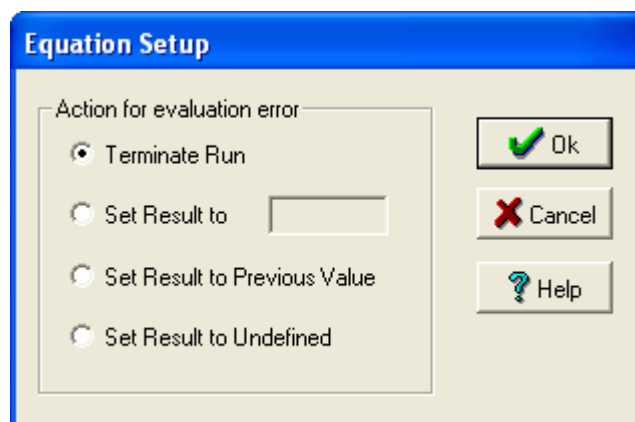 Equation Setup
Action for evaluation error
Terminate Run
Set Result to
Set Result to Previous Value
Set Result to Undefined
Ok
Cancel
Help